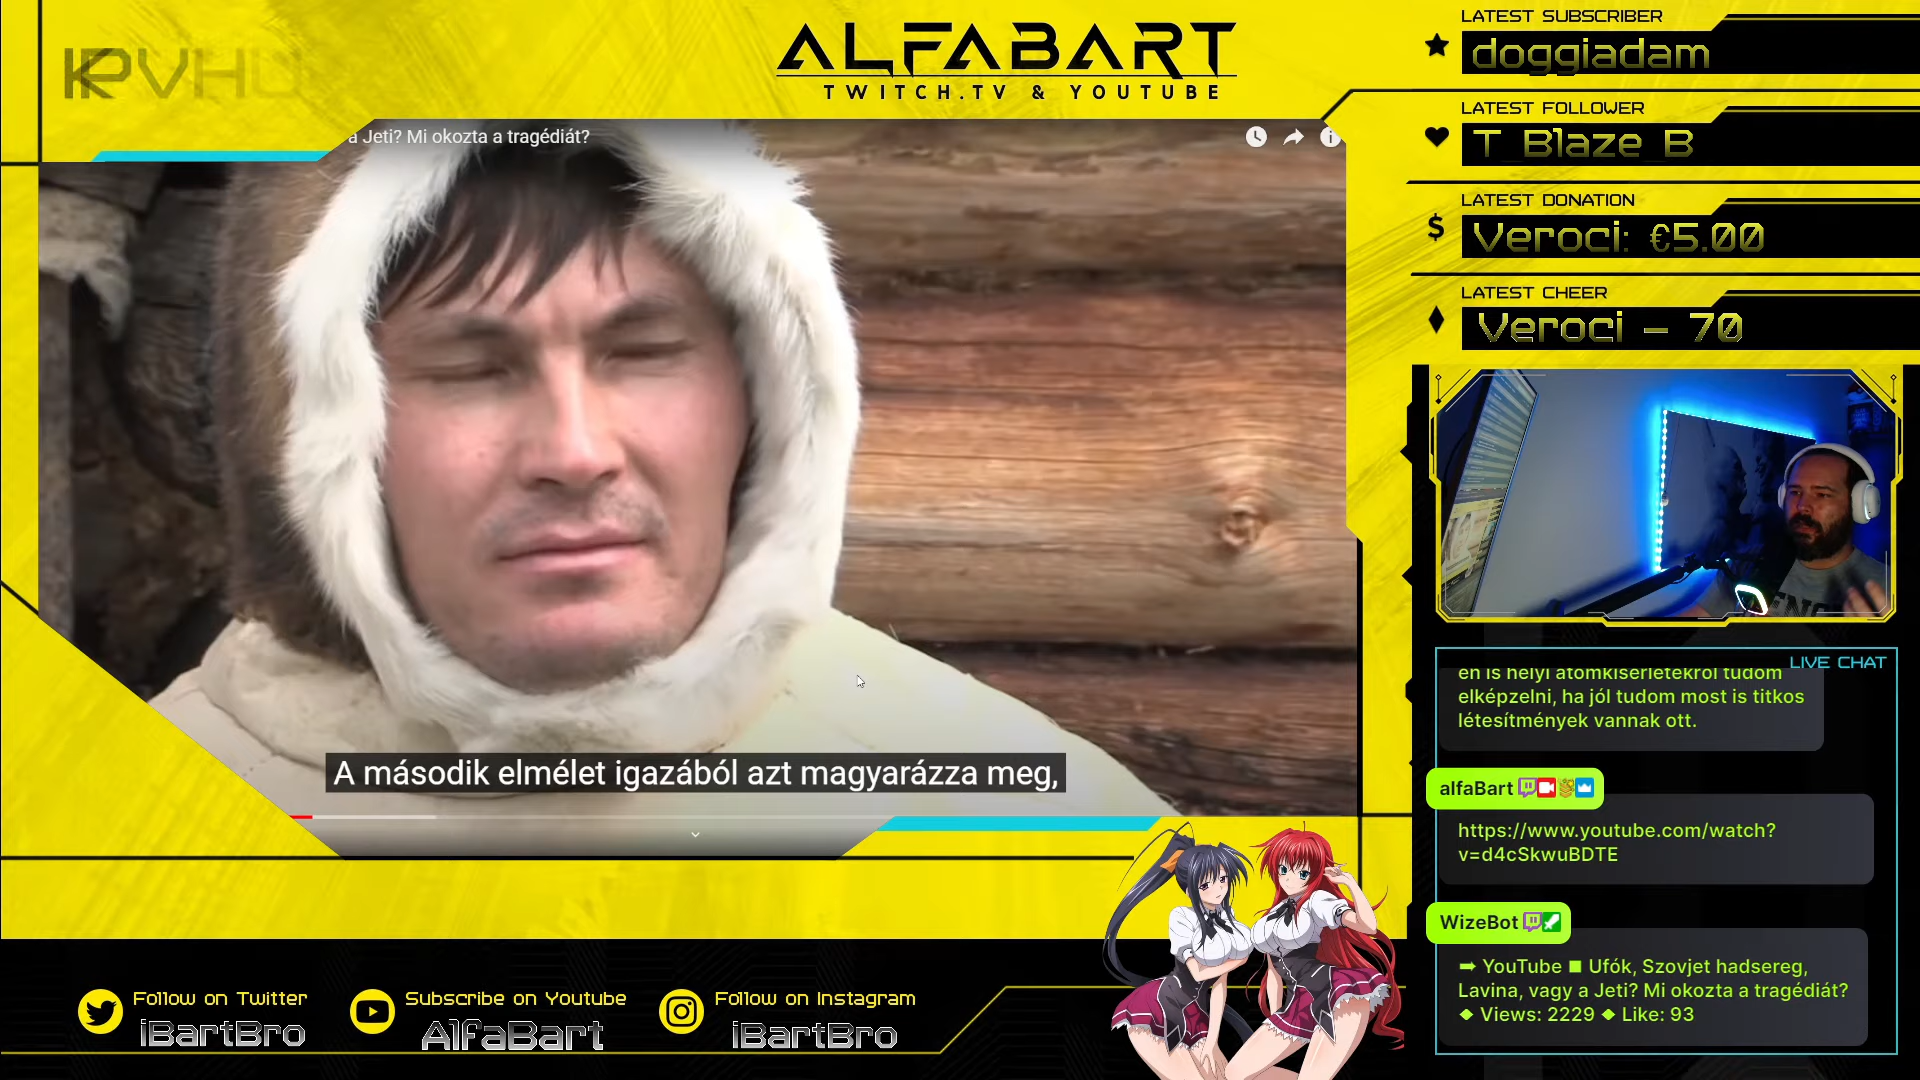 ALFABART
TWITCH.TV & YOUTUBE
a Jeti? Mi okozta a tragédiát?
A második elmélet igazából azt magyarázza meg,
LATEST SUBSCRIBER
doggiadam
LATEST FOLLOWER
T_Blaze_B
LATEST DONATION
Veroci: €5.00
LATEST CHEER
Veroci - 70
LIVE CHAT
én is helyi atomkísérletekről tudom
elképzelni, ha jól tudom most is titkos
létesítmények vannak ott.
alfaBart
https://www.youtube.com/watch?
v=d4cSkwuBDTE
WizeBot
➡ YouTube ■ Ufók, Szovjet hadsereg,
Lavina, vagy a Jeti? Mi okozta a tragédiát?
◆ Views: 2229 ◆ Like: 93
Follow on Twitter
iBartBro
Subscribe on Youtube
AlfaBart
Follow on Instagram
iBartBro